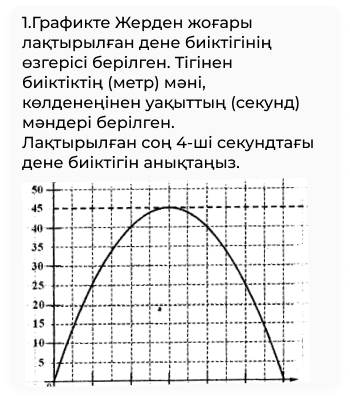 1.Графикте Жерден жоғары
лақтырылған дене биіктігінің
өзгерісі берілген. Тігінен
биіктіктің (метр) мәні,
көлденеңінен уақыттың (секунд)
мәндері берілген.
Лақтырылған соң 4-ші секундтағы
дене биіктігін анықтаңыз.
50
45
40
35
30
25
20
15
10
5